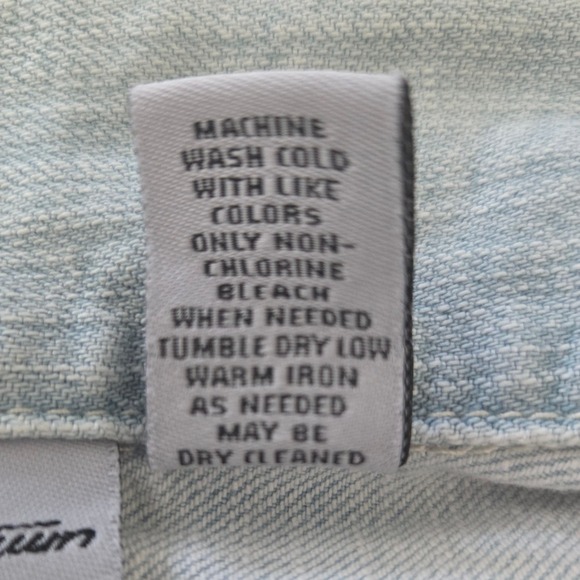 MACHINE
WASH COLD
WITH LIKE
COLORS
ONLY NON-
CHLORINE
BLEACH
WHEN NEEDED
TUMBLE DRY LOW
WARM IRON
AS NEEDED
MAY BE
DRY CLEANED